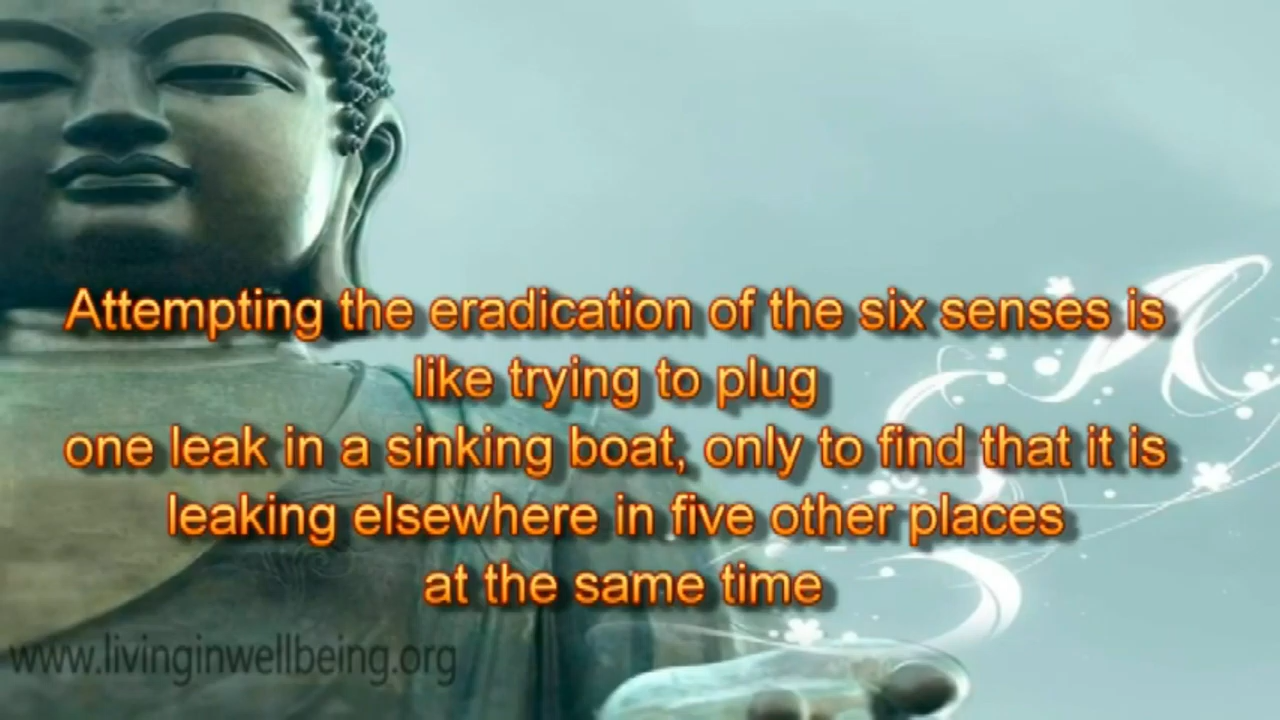 Attempting the eradication of the six senses is
like trying to plug
one leak in a sinking boat, only to find that it is
leaking elsewhere in five other places
at the same time
www.livinginwellbeing.org